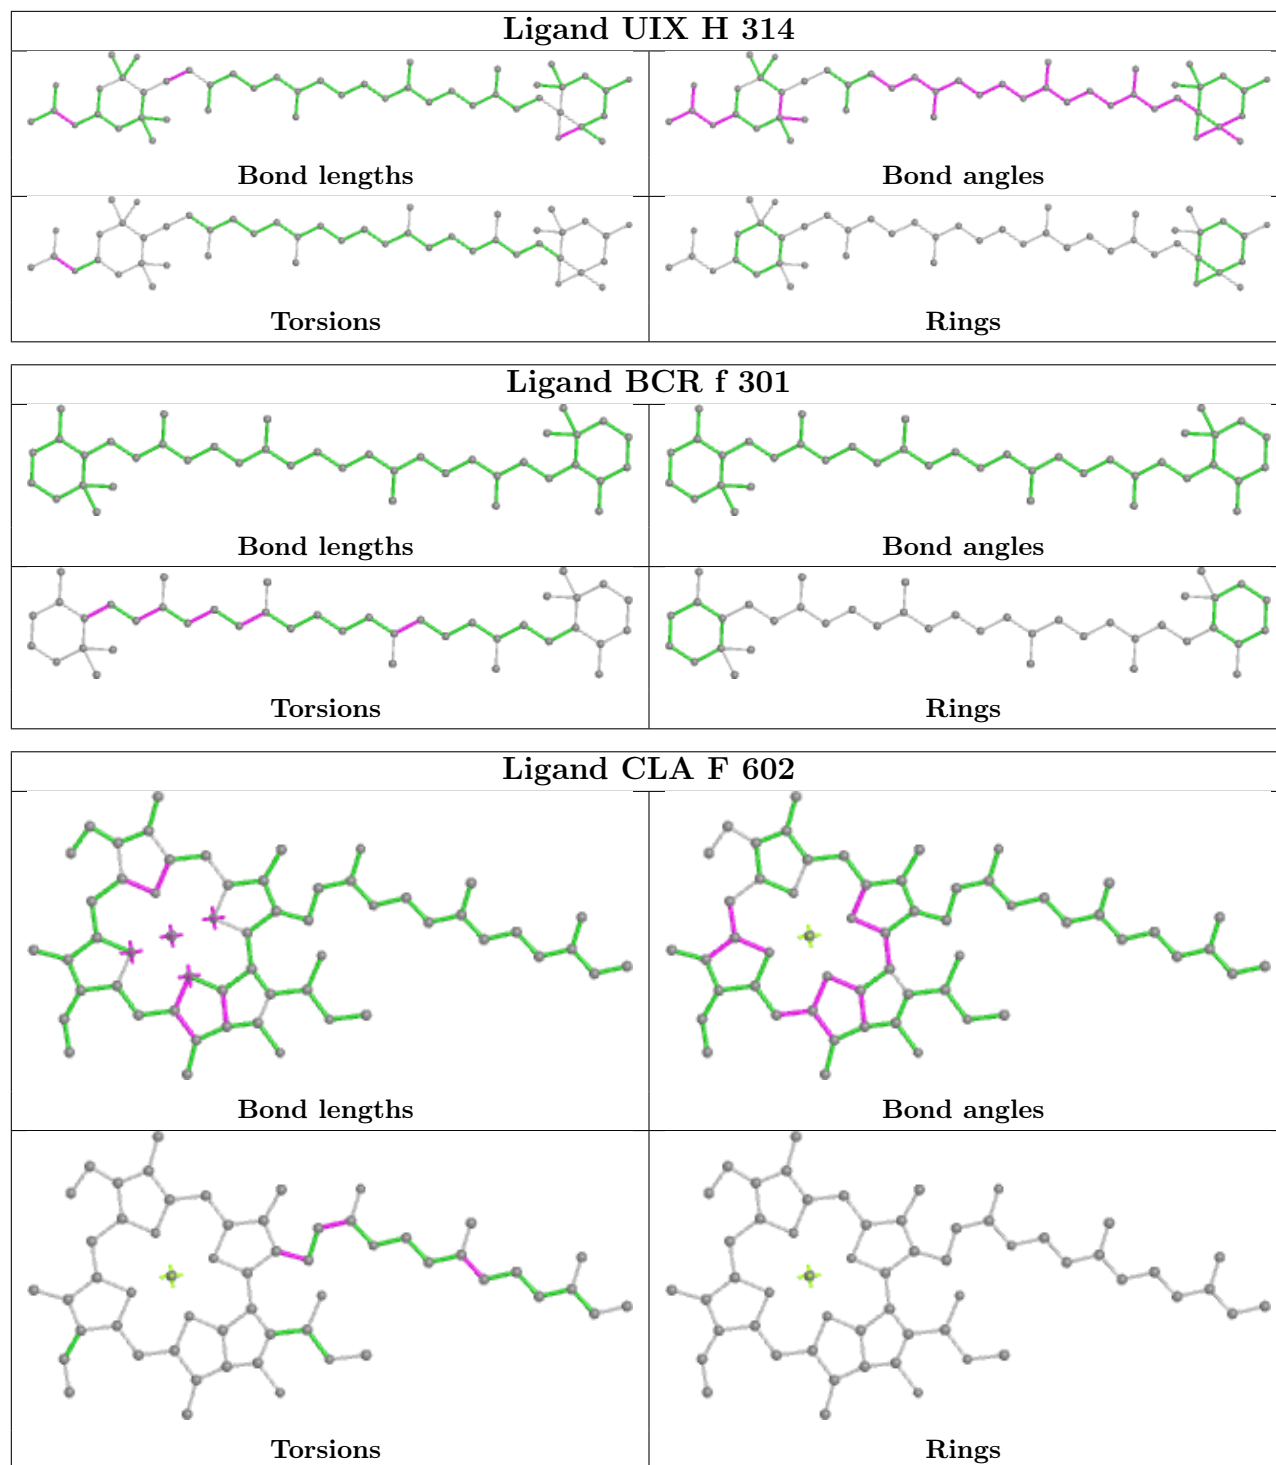 Ligand UIX H 314
Bond lengths
Bond angles
Torsions
Rings
Ligand BCR f 301
Bond lengths
Bond angles
Torsions
Rings
Ligand CLA F 602
Bond lengths
Bond angles
Torsions
Rings